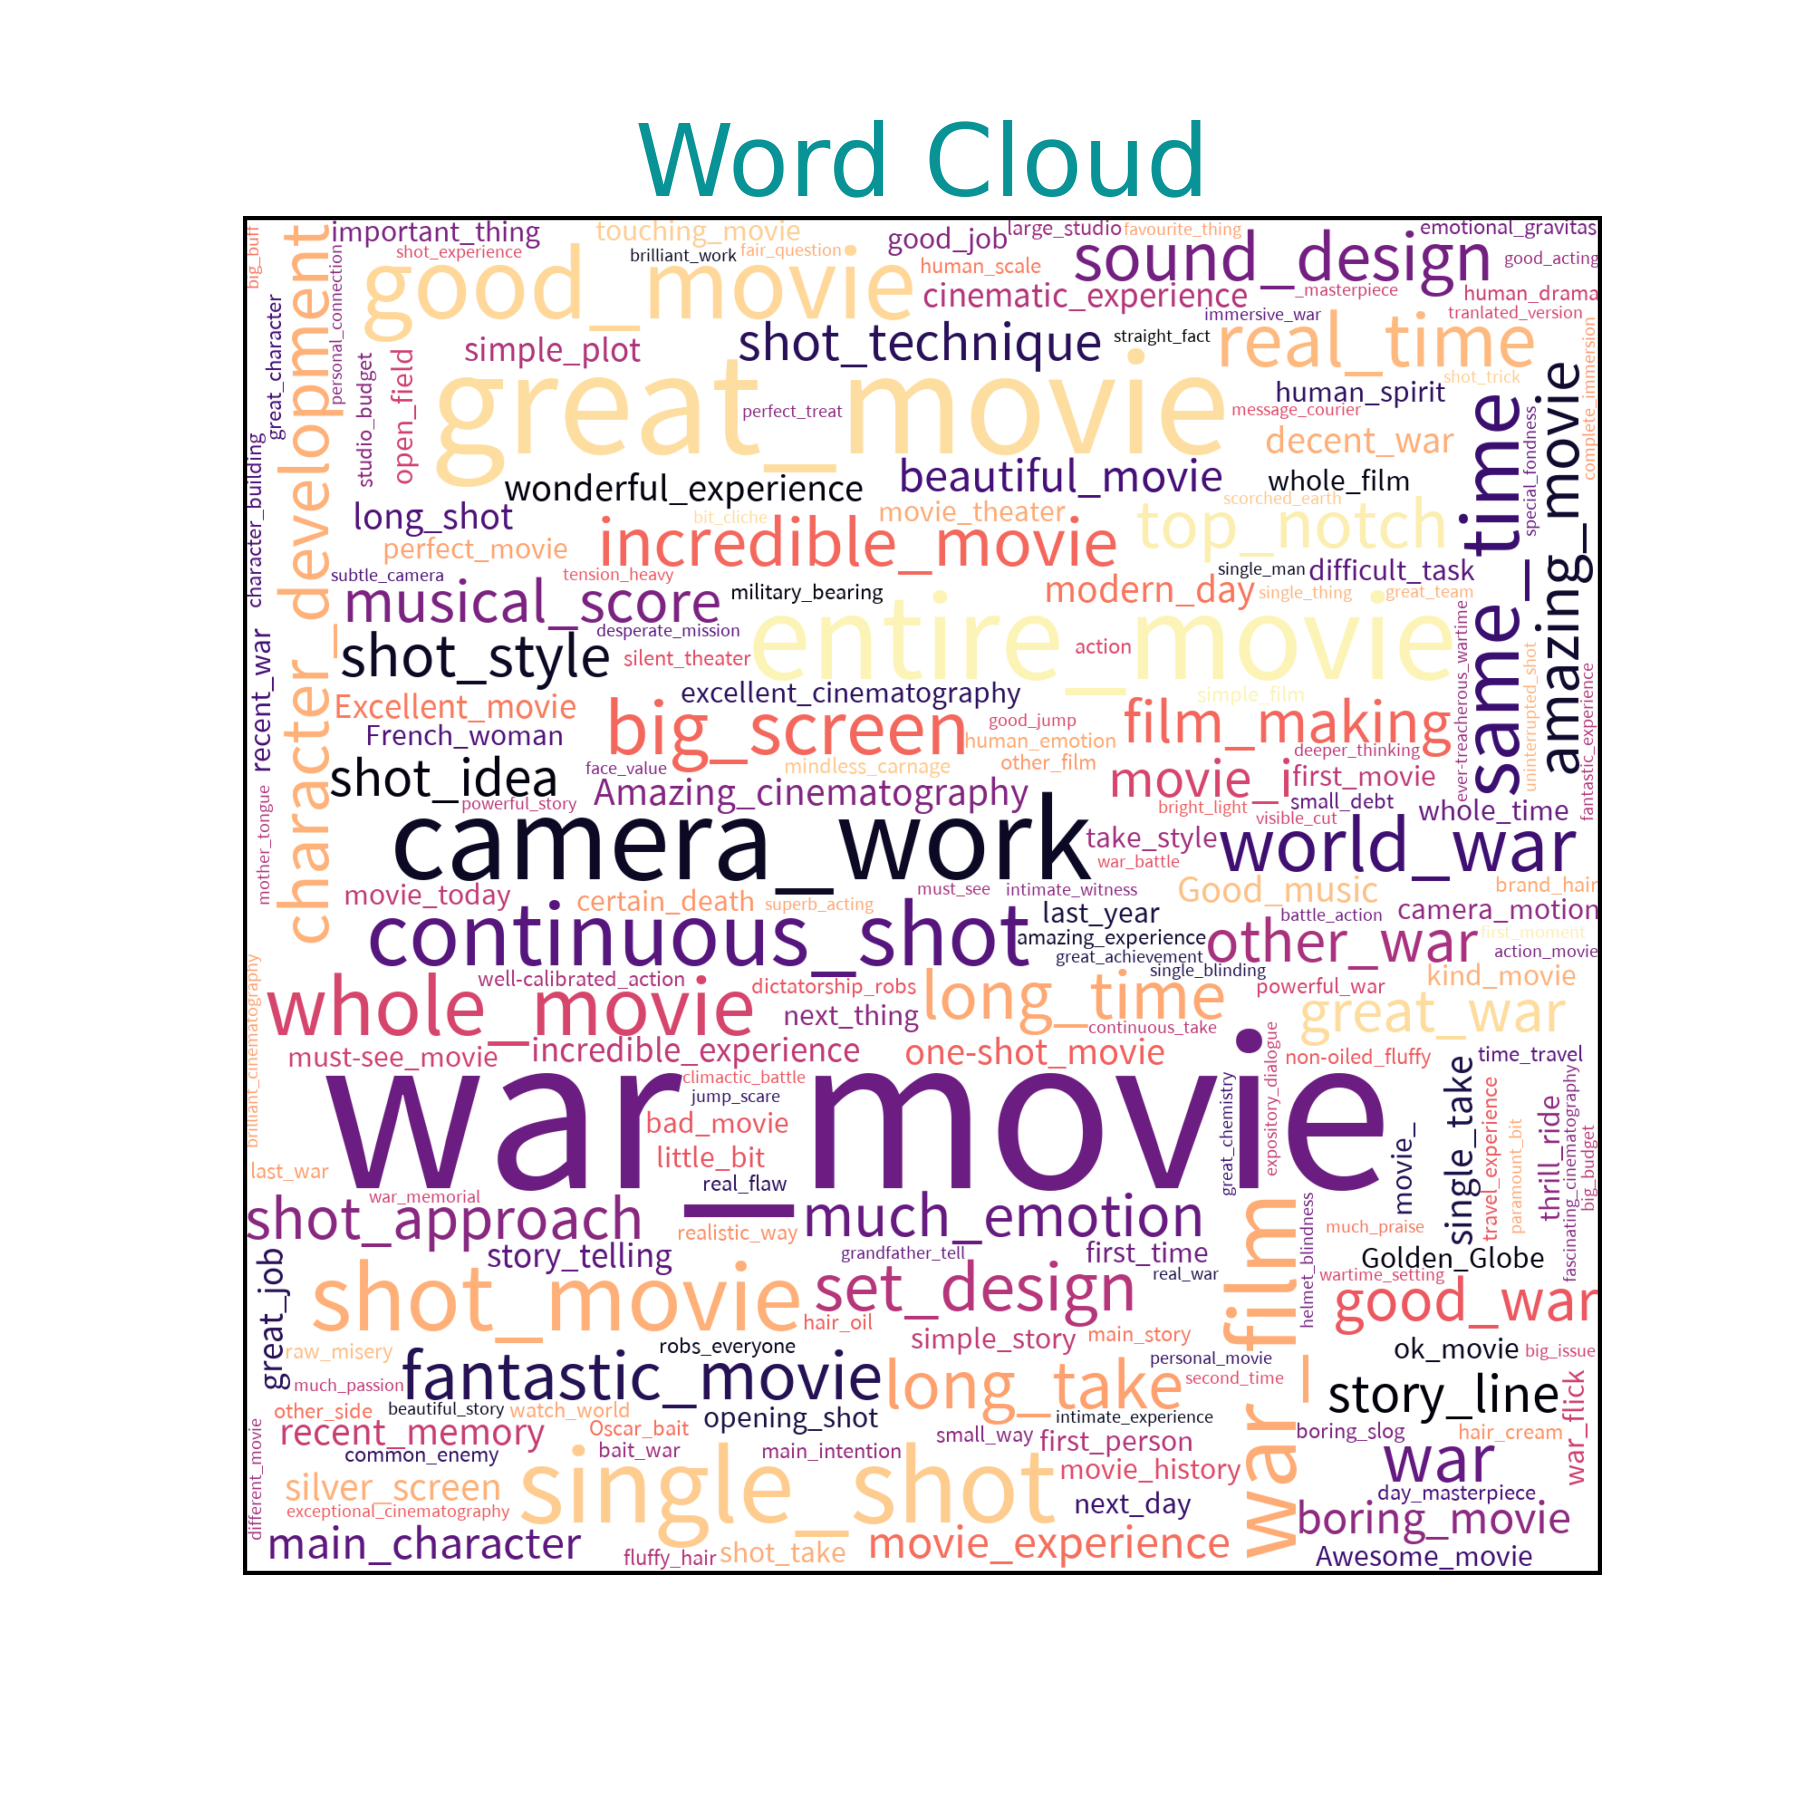 Word Cloud
big_buff
important_thing
touching_movie
good_job
large_studio
favourite_thing
emotional_gravitas
shot_experience
brilliant_work
fair_question
good_movie
human_scale
sound_design
good_acting
personal_connection
cinematic_experience
_masterpiece
human_drama
great_character
immersive_war
tranlated_version
simple_plot
shot_technique
straight_fact
real_time
complete_immersion
studio_budget
open_field
great_movie
shot_trick
human_spirit
perfect_treat
message_courier
decent_war
same_time
special_fondness
amazing_movie
character_building
character_development
wonderful_experience
beautiful_movie
whole_film
scorched_earth
long_shot
bit_cliche
movie_theater
top_notch
perfect_movie
incredible_movie
subtle_camera
tension_heavy
single_man
difficult_task
musical_score
military_bearing
modern_day
single_thing
great_team
desperate_mission
entire_movie
ever-treacherous_wartime
uninterrupted_shot
fantastic_experience
recent_war
shot_style
silent_theater
action
excellent_cinematography
simple_film
Excellent_movie
big_screen
good_jump
film_making
French_woman
human_emotion
deeper_thinking
face_value
mindless_carnage
other_film
shot_idea
movie_i
first_movie
mother_tongue
powerful_story
Amazing_cinematography
bright_light
small_debt
visible_cut
whole_time
camera_work
take_style
world_war
war_battle
movie_today
certain_death
superb_acting
must_see
intimate_witness
Good_music
brand_hair
continuous_shot
last_year
battle_action
camera_motion
amazing_experience
other_war
first_moment
great_achievement
action_movie
brilliant_cinematography
well-calibrated_action
single_blinding
kind_movie
whole_movie
dictatorship_robs
long_time
powerful_war
great_war
next_thing
continuous_take
must-see_movie
incredible_experience
one-shot_movie
expository_dialogue
non-oiled_fluffy
time_travel
war_movie
climactic_battle
jump_scare
great_chemistry
single_take
travel_experience
paramount_bit
thrill_ride
fascinating_cinematography
big_budget
bad_movie
movie_
little_bit
last_war
real_flaw
war_memorial
shot_approach
much_emotion
realistic_way
war_film
helmet_blindness
much_praise
great_job
story_telling
grandfather_tell
first_time
Golden_Globe
real_war
wartime_setting
shot_movie
set_design
good_war
hair_oil
simple_story
main_story
raw_misery
robs_everyone
ok_movie
big_issue
personal_movie
much_passion
fantastic_movie
long_take
second_time
story_line
war_flick
other_side
beautiful_story
watch_world
opening_shot
intimate_experience
different_movie
recent_memory
Oscar_bait
small_way
first_person
boring_slog
hair_cream
common_enemy
bait_war
main_intention
war
silver_screen
single_shot
movie_history
exceptional_cinematography
next_day
day_masterpiece
boring_movie
main_character
fluffy_hair
shot_take
movie_experience
Awesome_movie